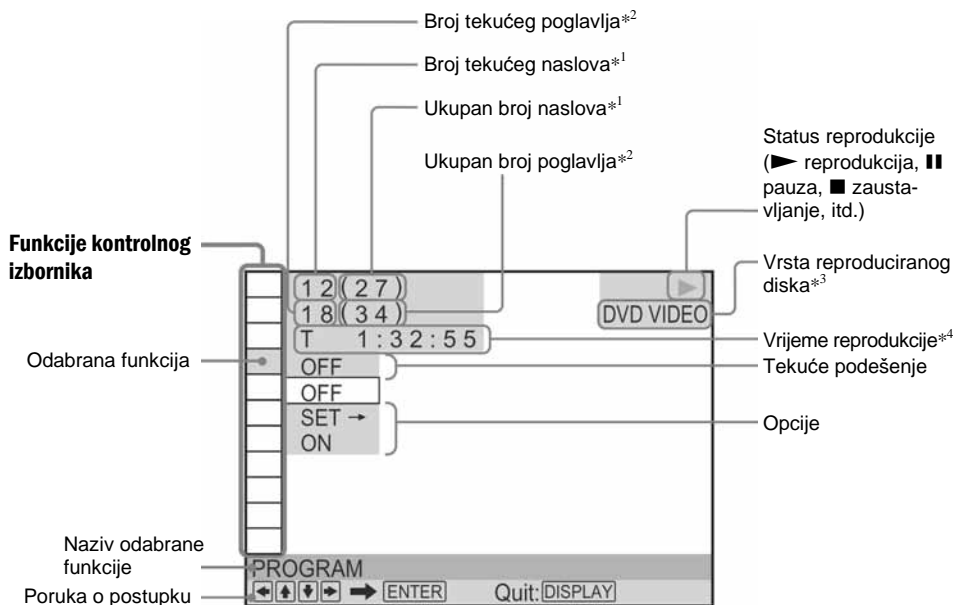 Broj tekućeg poglavlja*2
Broj tekućeg naslova*1
Ukupan broj naslova*1
Ukupan broj poglavlja*2
Status reprodukcije
(► reprodukcija, ❚❚
pauza, ■ zausta-
vljanje, itd.)
Funkcije kontrolnog
izbornika
Vrsta reproduciranog
diska*3
12(27)
18(34)
DVD VIDEO
T 1:32:55
Vrijeme reprodukcije*4
Odabrana funkcija
OFF
Tekuće podešenje
OFF
SET →
ON
Opcije
Naziv odabrane
funkcije
PROGRAM
Poruka o postupku
←↑↓→ → ENTER Quit: DISPLAY